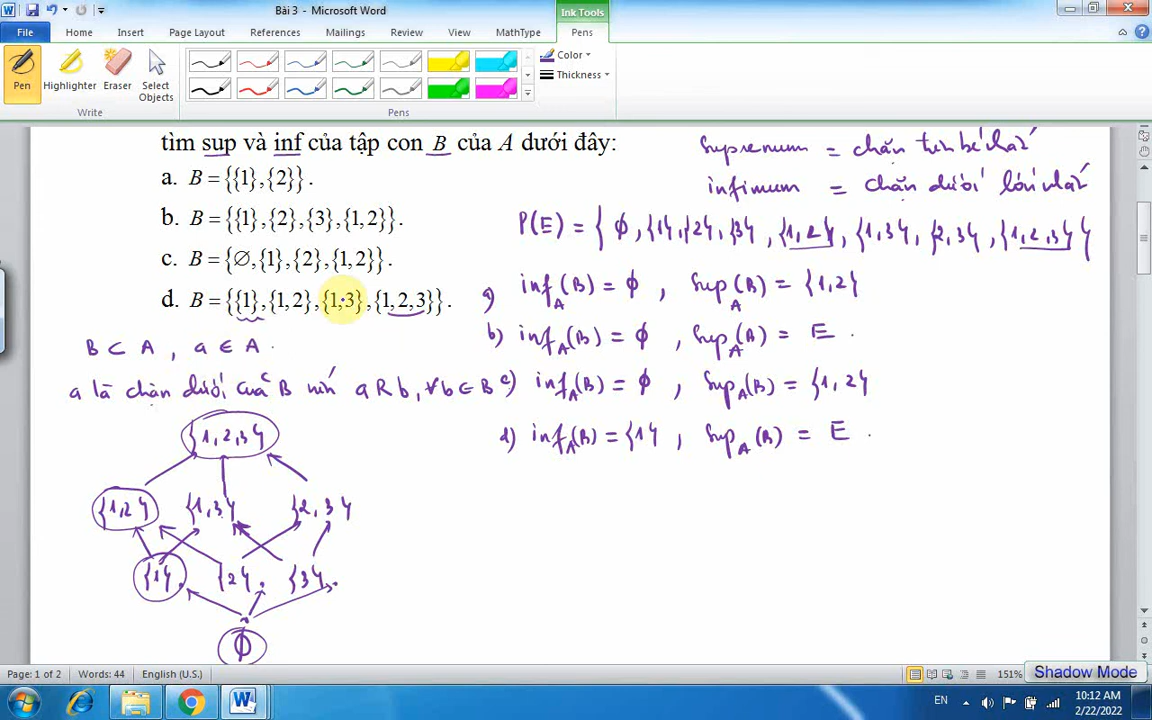 Bài 3 - Microsoft Word
Ink Tools
File Home Insert Page Layout References Mailings Review View MathType Pens
Pen Highlighter Eraser Select Objects
Color
Thickness
Write
Pens
tìm sup và inf của tập con B của A dưới đây:
a. B = {{1},{2}}.
b. B = {{1},{2},{3},{1,2}}.
c. B = {∅,{1},{2},{1,2}}.
d. B = {{1},{1,2},{1,3},{1,2,3}}.
supremum = chặn trên bé nhất
infimum = chặn dưới lớn nhất
P(E) = { ∅, {1}, {2}, {3}, {1,2}, {1,3}, {2,3}, {1,2,3} }
a) inf_A(B) = ∅ , sup_A(B) = {1,2}
b) inf_A(B) = ∅ , sup_A(B) = E .
B ⊂ A , a ∈ A .
a là chặn dưới của B nếu a R b, ∀b ∈ B
c) inf_A(B) = ∅ , sup_A(B) = {1,2}
d) inf_A(B) = {1} , sup_A(B) = E .
{1,2,3}
{1,2} {1,3} {2,3}
{1} {2} {3}
∅
Page: 1 of 2 Words: 44 English (U.S.) 151% Shadow Mode
EN 10:12 AM
2/22/2022